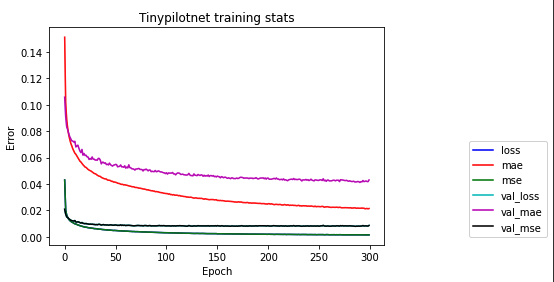 Tinypilotnet training stats
Error
0.14
0.12
0.10
0.08
0.06
0.04
0.02
0.00
0 50 100 150 200 250 300
Epoch
loss
mae
mse
val_loss
val_mae
val_mse